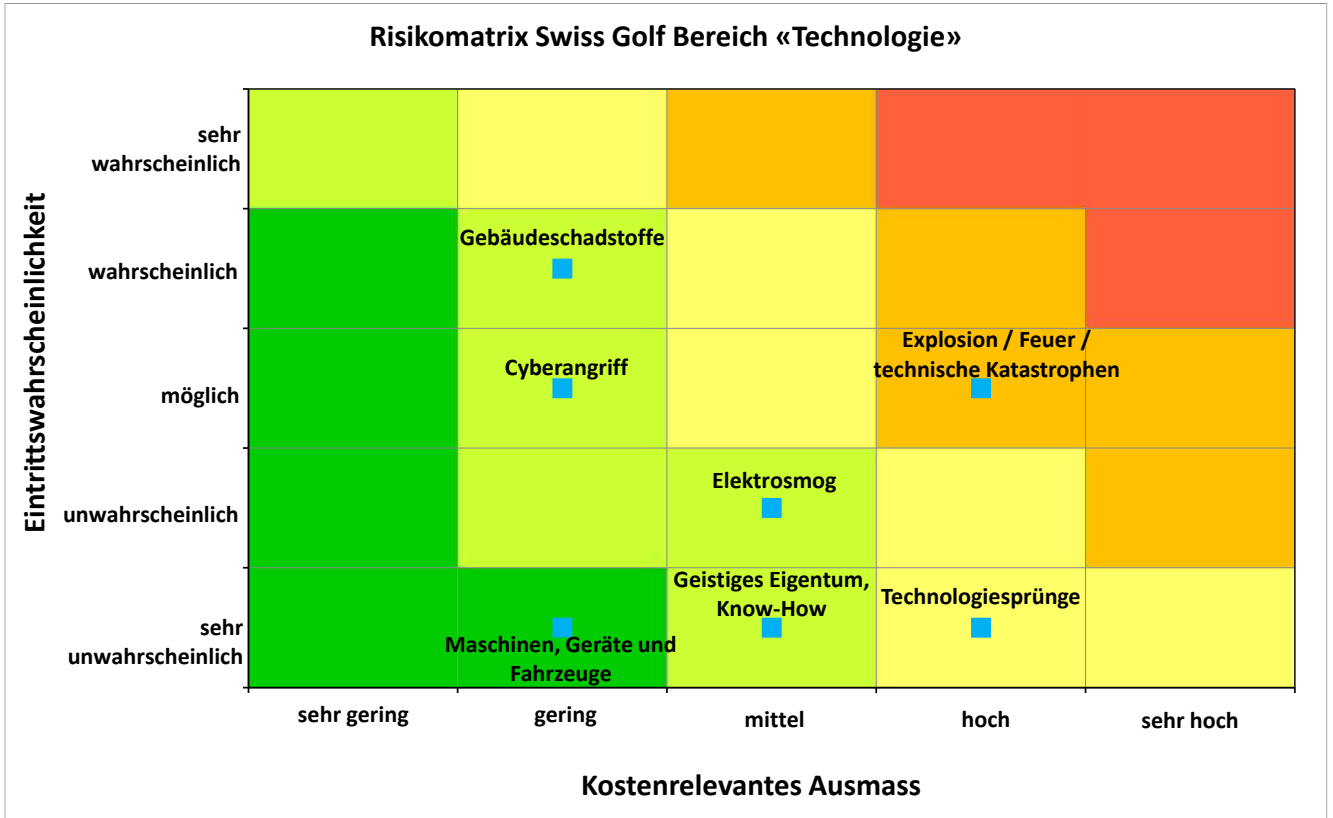 Risikomatrix Swiss Golf Bereich «Technologie»
Eintrittswahrscheinlichkeit
sehr
wahrscheinlich
wahrscheinlich
möglich
unwahrscheinlich
sehr
unwahrscheinlich
Gebäudeschadstoffe
Cyberangriff
Explosion / Feuer /
technische Katastrophen
Elektrosmog
Geistiges Eigentum,
Know-How
Technologiesprünge
Maschinen, Geräte und
Fahrzeuge
sehr gering
gering
mittel
hoch
sehr hoch
Kostenrelevantes Ausmass